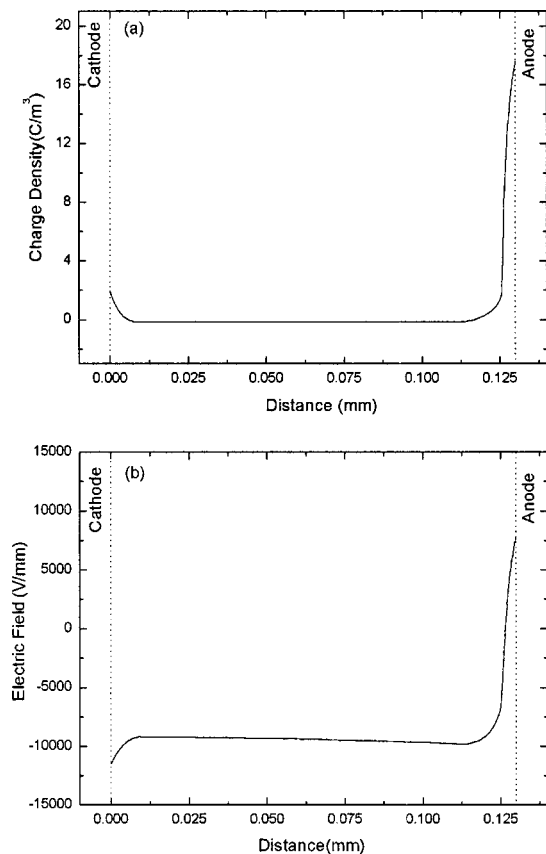 (a)
Cathode
Anode
Charge Density(C/m³)
20
16
12
8
4
0
0.000 0.025 0.050 0.075 0.100 0.125
Distance (mm)
(b)
Cathode
Anode
Electric Field (V/mm)
15000
10000
5000
0
-5000
-10000
-15000
0.000 0.025 0.050 0.075 0.100 0.125
Distance(mm)